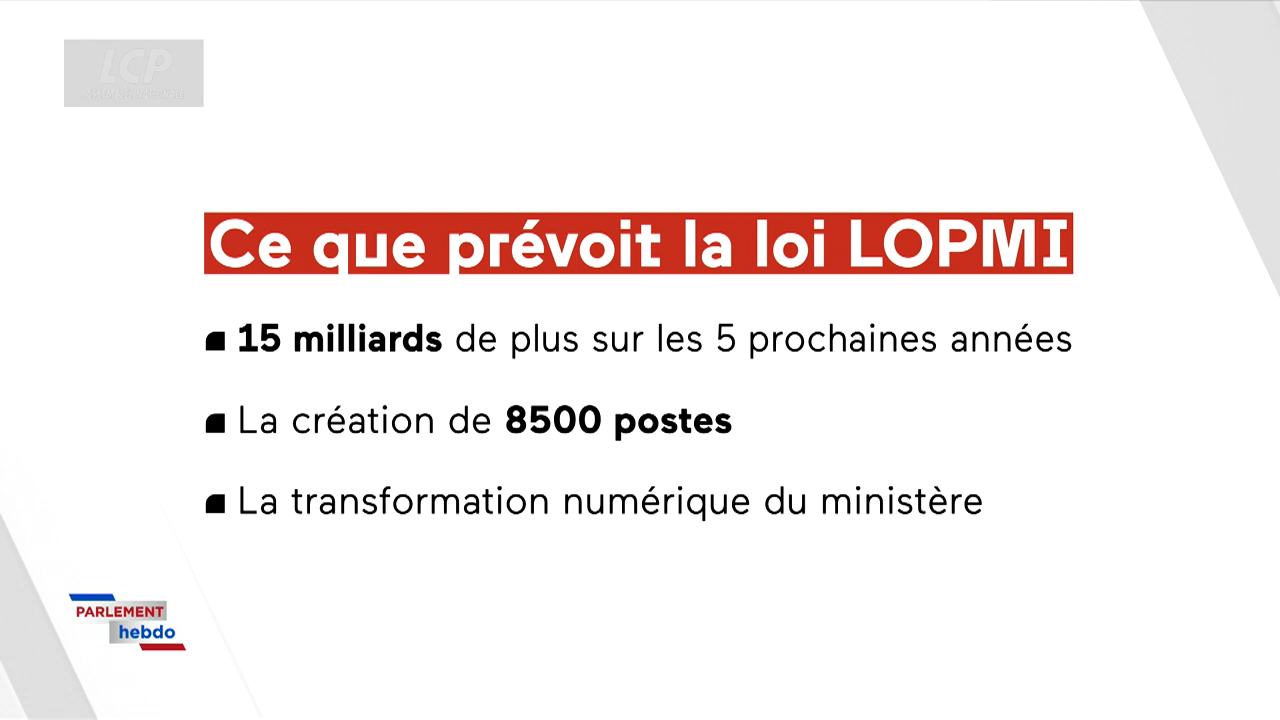 LCP
Ce que prévoit la loi LOPMI
15 milliards de plus sur les 5 prochaines années
La création de 8500 postes
La transformation numérique du ministère
PARLEMENT
hebdo